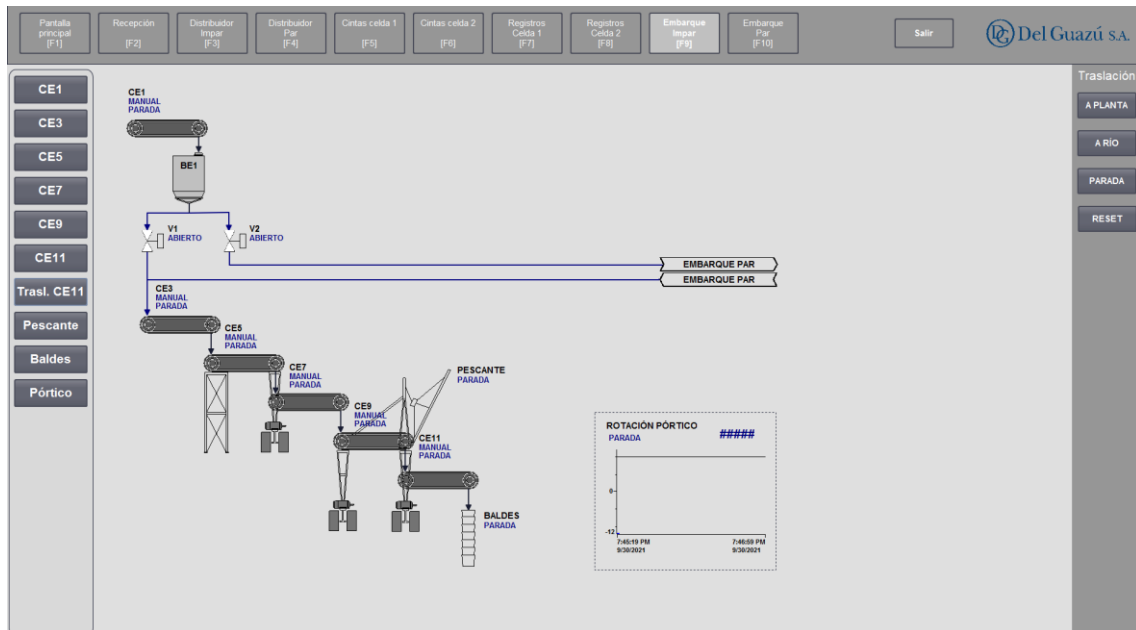 Pantalla
principal
[F1]
Recepción
[F2]
Distribuidor
Impar
[F3]
Distribuidor
Par
[F4]
Cintas celda 1
[F5]
Cintas celda 2
[F6]
Registros
Celda 1
[F7]
Registros
Celda 2
[F8]
Embarque
Impar
[F9]
Embarque
Par
[F10]
Salir
DG Del Guazú S.A.
CE1
CE3
CE5
CE7
CE9
CE11
Trasl. CE11
Pescante
Baldes
Pórtico
CE1
MANUAL
PARADA
BE1
V1
ABIERTO
V2
ABIERTO
EMBARQUE PAR
EMBARQUE PAR
CE3
MANUAL
PARADA
CE5
MANUAL
PARADA
CE7
MANUAL
PARADA
PESCANTE
PARADA
CE9
MANUAL
PARADA
CE11
MANUAL
PARADA
BALDES
PARADA
ROTACIÓN PÓRTICO
PARADA
#####
0
-12
7:45:19 PM
9/30/2021
7:46:59 PM
9/30/2021
Traslación
A PLANTA
A RÍO
PARADA
RESET